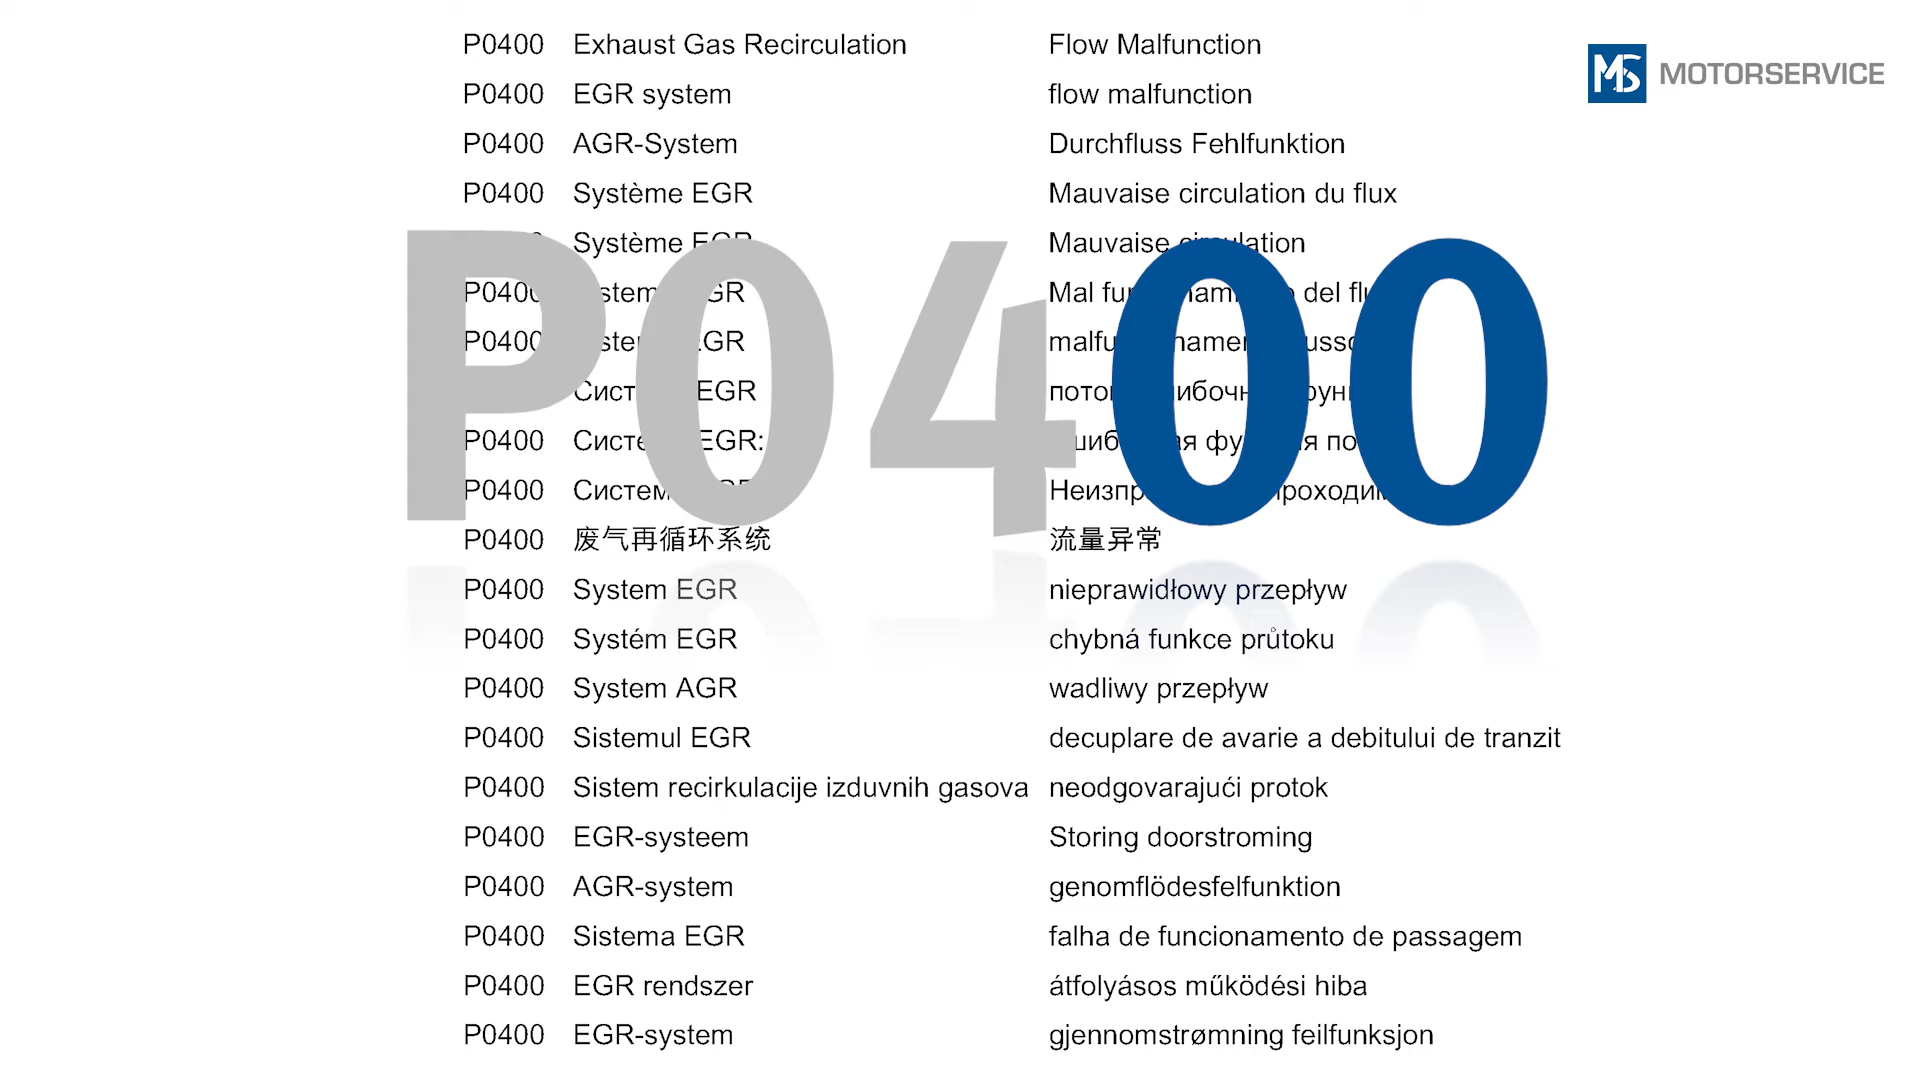 P0400 Exhaust Gas Recirculation Flow Malfunction
MS MOTORSERVICE
P0400 EGR system flow malfunction
P0400 AGR-System Durchfluss Fehlfunktion
P0400 Système EGR Mauvaise circulation du flux
Système EGR Mauvaise circulation
P0400
P0400 EGR Mal del
P0400 EGR
EGR
P0400 EGR:
P0400
P0400 废气再循环系统 流量异常
P0400 System EGR nieprawidłowy przepływ
P0400 Systém EGR chybná funkce průtoku
P0400 System AGR wadliwy przepływ
P0400 Sistemul EGR decuplare de avarie a debitului de tranzit
P0400 Sistem recirkulacije izduvnih gasova neodgovarajući protok
P0400 EGR-systeem Storing doorstroming
P0400 AGR-system genomflödesfelfunktion
P0400 Sistema EGR falha de funcionamento de passagem
P0400 EGR rendszer átfolyásos működési hiba
P0400 EGR-system gjennomstrømning feilfunksjon